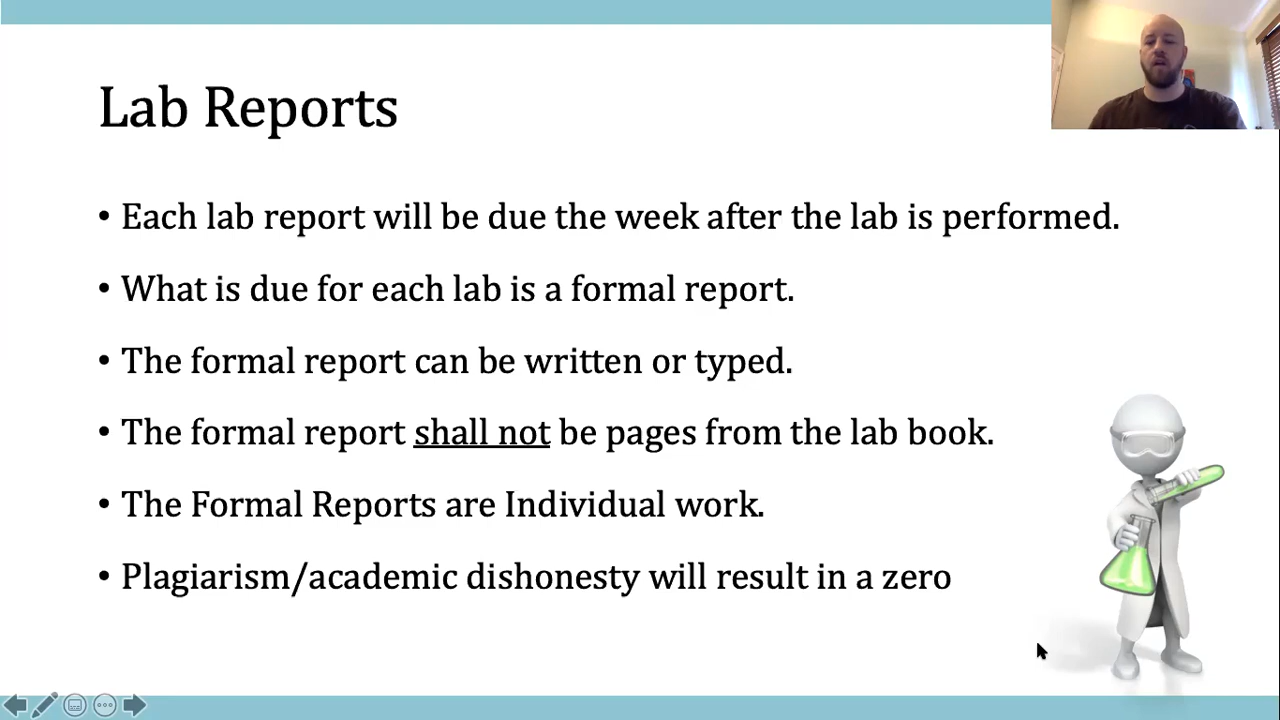 Lab Reports
• Each lab report will be due the week after the lab is performed.
• What is due for each lab is a formal report.
• The formal report can be written or typed.
• The formal report shall not be pages from the lab book.
• The Formal Reports are Individual work.
• Plagiarism/academic dishonesty will result in a zero